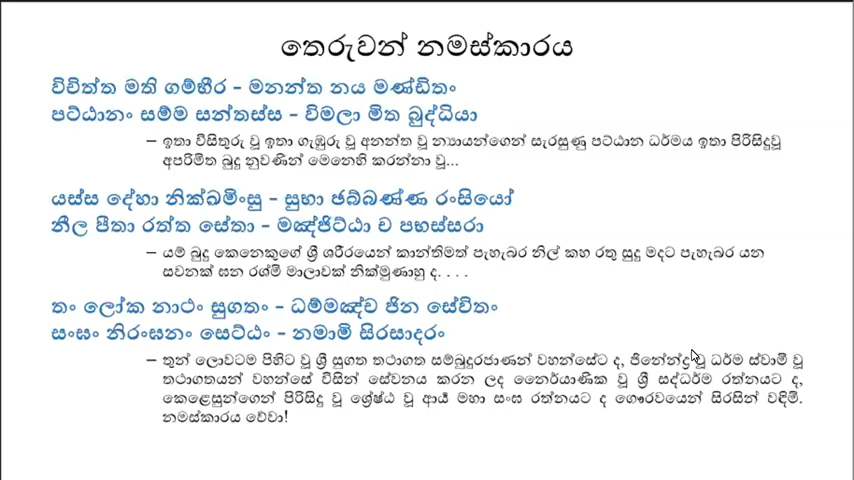 තෙරුවන් නමස්කාරය
විචිත්ත මති ගම්භීර – මනන්ත නය මණ්ඩිතං
පට්ඨානං සම්ම සන්තස්ස – විමලා මිත බුද්ධියා
– ඉතා විසිතුරු වූ ඉතා ගැඹුරු වූ අනන්ත වූ න්‍යායන්ගෙන් සැරසුණු පට්ඨාන ධර්මය ඉතා පිරිසිදුවූ
අපරිමිත බුදු නුවණින් මෙනෙහි කරන්නා වූ...
යස්ස දේහා නික්ඛමිංසු – සුභා ඡබ්බණ්ණ රංසියෝ
නීල පීතා රත්ත සේතා – මඤ්ජිට්ඨා ච පභස්සරා
– යම් බුදු කෙනෙකුගේ ශ්‍රී ශරීරයෙන් කාන්තිමත් පැහැබර නිල් කහ රතු සුදු මදට පැහැබර යන
සවනක් ඝන රශ්මි මාලාවක් නික්මුණාහු ද. . . .
තං ලෝක නාථං සුගතං – ධම්මඤ්ච ජින සේවිතං
සංඝං නිරංඝනං සෙට්ඨං – නමාමි සිරසාදරං
– තුන් ලොවටම පිහිට වූ ශ්‍රී සුගත තථාගත සම්බුදුරජාණන් වහන්සේට ද, ජිනේන්ද්‍ර වූ ධර්ම ස්වාමී වූ
තථාගතයන් වහන්සේ විසින් සේවනය කරන ලද නෛර්යාණික වූ ශ්‍රී සද්ධර්ම රත්නයට ද,
කෙළෙසුන්ගෙන් පිරිසිදු වූ ශ්‍රේෂ්ඨ වූ ආර්‍ය මහා සංඝ රත්නයට ද ගෞරවයෙන් සිරසින් වඳිමි.
නමස්කාරය වේවා!